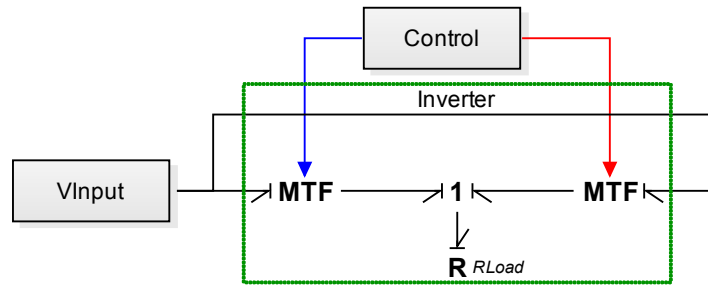 Control
Inverter
VInput
MTF 1 MTF
R RLoad